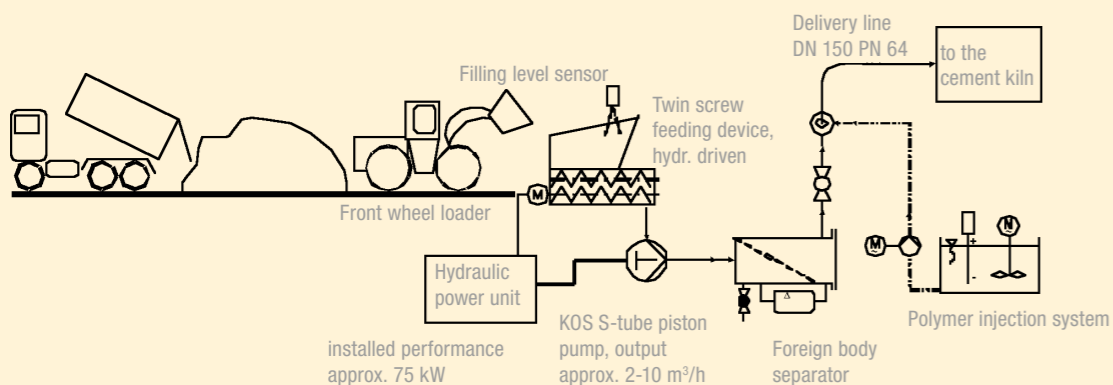 Delivery line
DN 150 PN 64
to the
cement kiln
Filling level sensor
Twin screw
feeding device,
hydr. driven
M
Front wheel loader
Hydraulic
power unit
M
N
+
-
Δ
Polymer injection system
installed performance
approx. 75 kW
KOS S-tube piston
pump, output
approx. 2-10 m³/h
Foreign body
separator